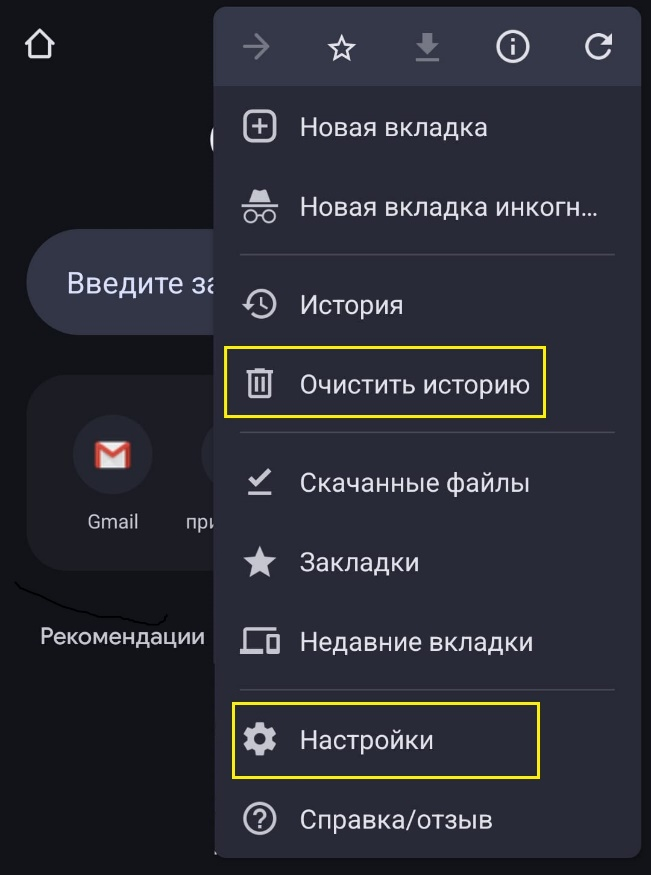 Новая вкладка
Новая вкладка инкогн...
Введите за
История
Очистить историю
Gmail
при
Скачанные файлы
Закладки
Рекомендации
Недавние вкладки
Настройки
Справка/отзыв